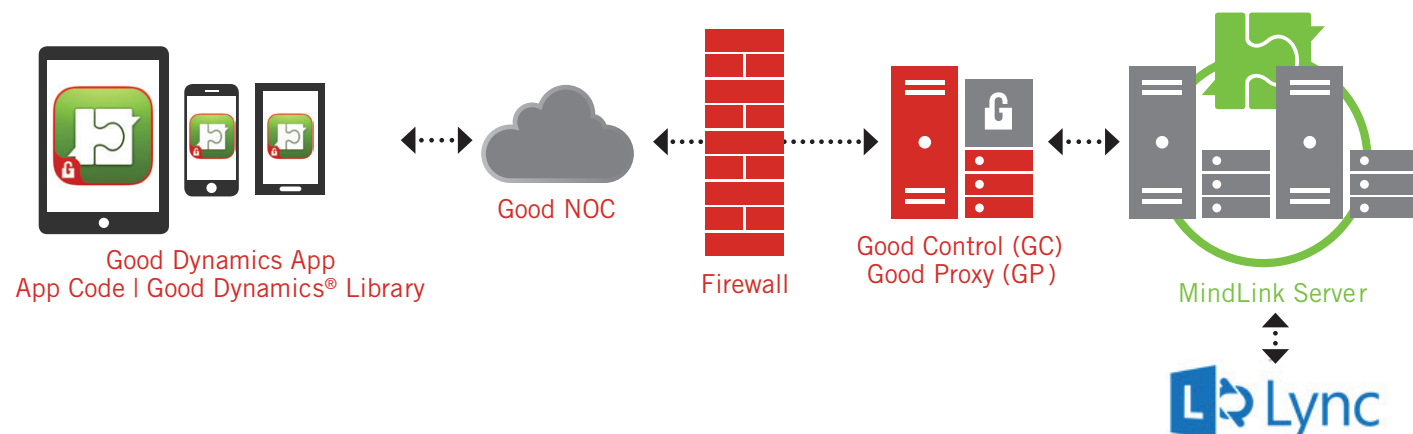 Good NOC
Good Dynamics App
App Code | Good Dynamics® Library
Firewall
Good Control (GC)
Good Proxy (GP)
MindLink Server
Lync